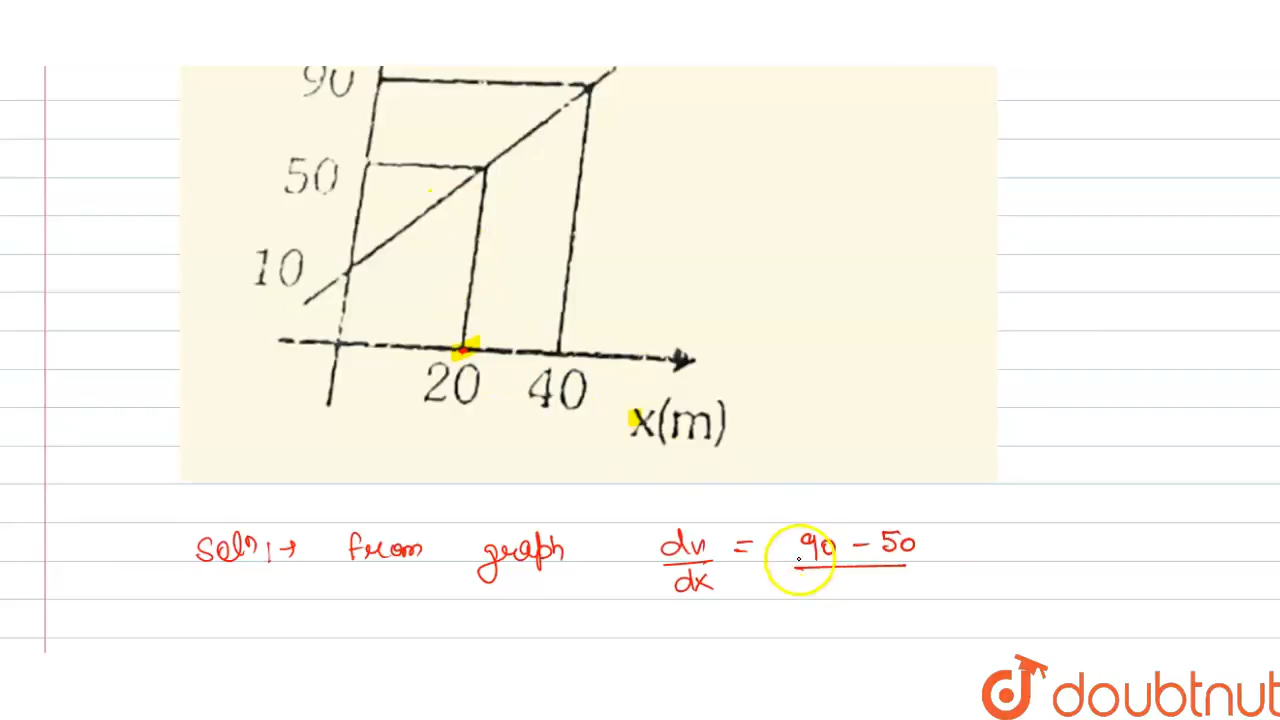 90
50
10
20 40
x(m)
Soln, → from graph dv = 90 - 50
dx
doubtnut